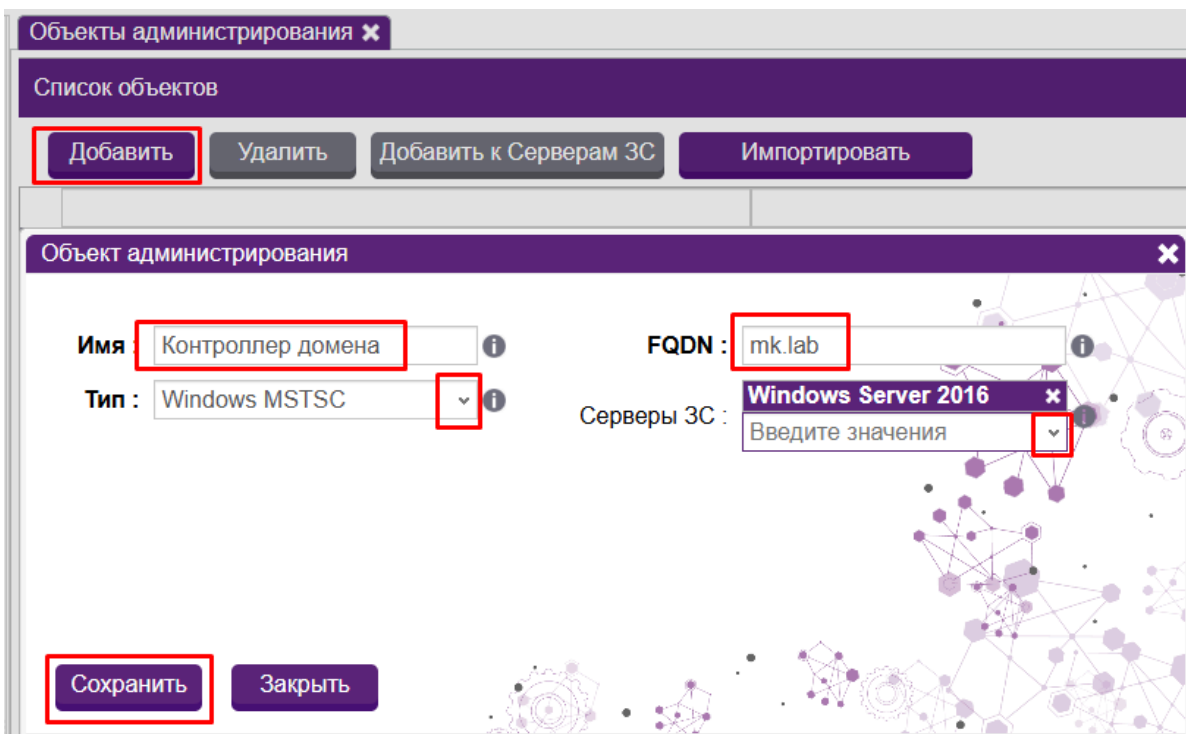 Объекты администрирования
Список объектов
Добавить Удалить Добавить к Серверам ЗС Импортировать
Объект администрирования
Имя : Контроллер домена FQDN : mk.lab
Тип : Windows MSTSC Серверы ЗС : Windows Server 2016
Введите значения
Сохранить Закрыть